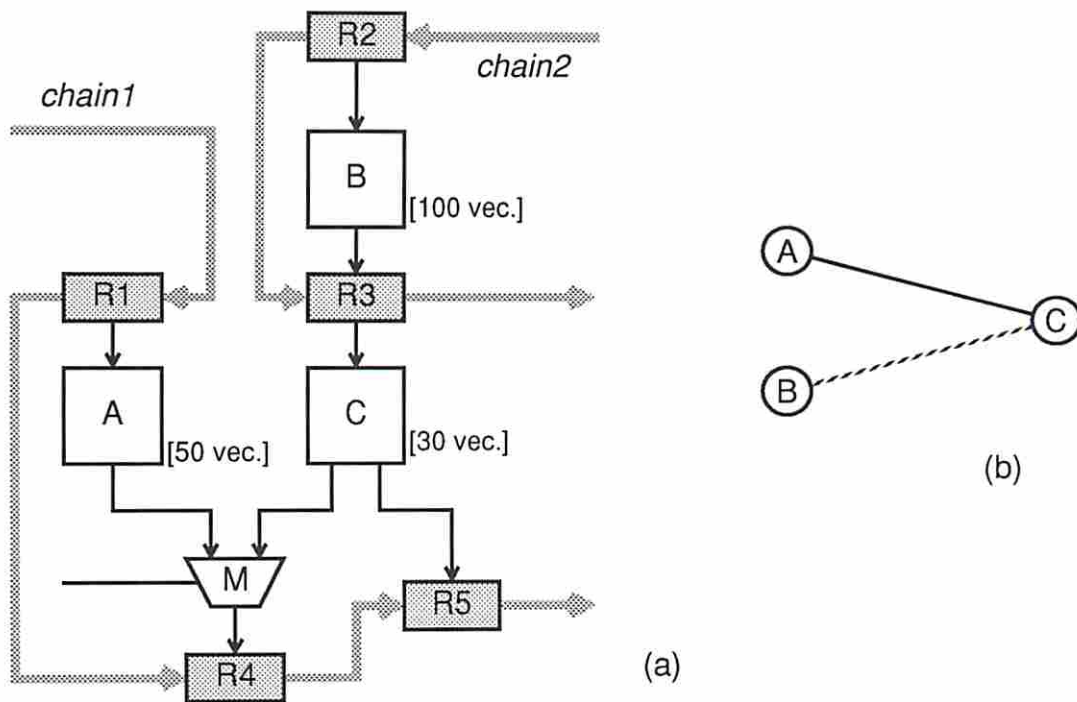 R2
chain2
chain1
B
[100 vec.]
A
R1
R3
C
A
C
B
[50 vec.]
[30 vec.]
(b)
M
R5
R4
(a)